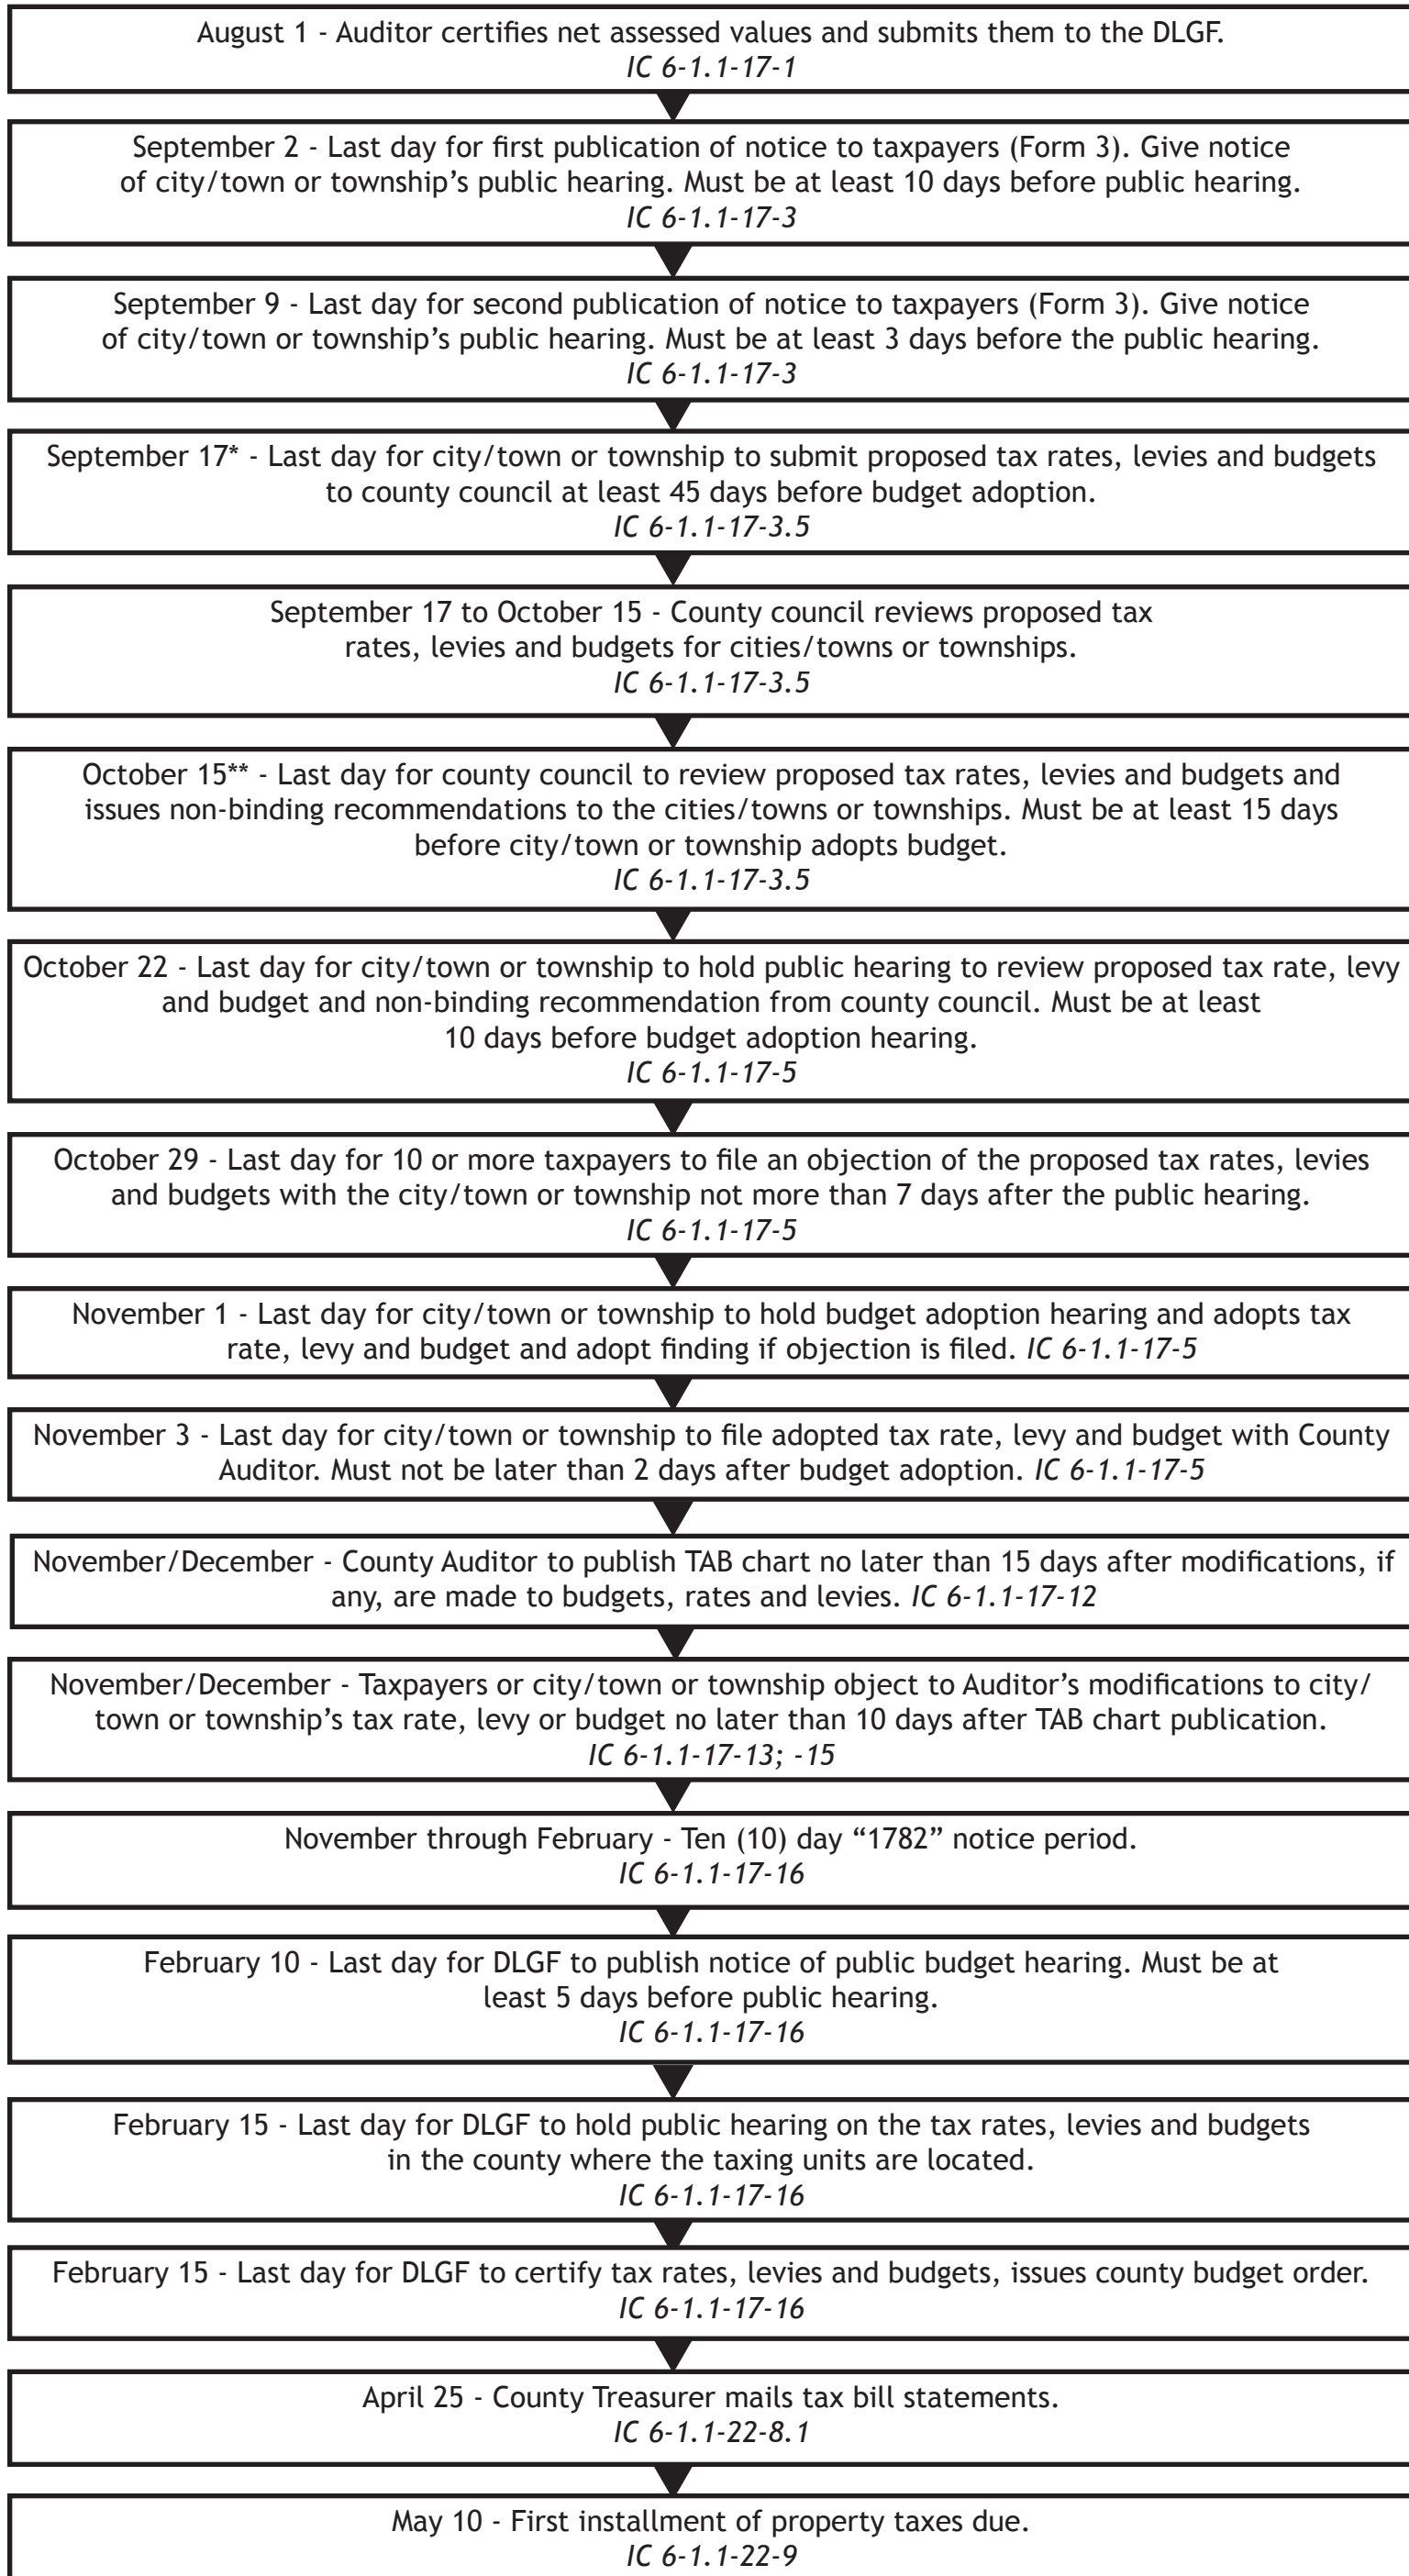 August 1 - Auditor certifies net assessed values and submits them to the DLGF.
IC 6-1.1-17-1
September 2 - Last day for first publication of notice to taxpayers (Form 3). Give notice
of city/town or township’s public hearing. Must be at least 10 days before public hearing.
IC 6-1.1-17-3
September 9 - Last day for second publication of notice to taxpayers (Form 3). Give notice
of city/town or township’s public hearing. Must be at least 3 days before the public hearing.
IC 6-1.1-17-3
September 17* - Last day for city/town or township to submit proposed tax rates, levies and budgets
to county council at least 45 days before budget adoption.
IC 6-1.1-17-3.5
September 17 to October 15 - County council reviews proposed tax
rates, levies and budgets for cities/towns or townships.
IC 6-1.1-17-3.5
October 15** - Last day for county council to review proposed tax rates, levies and budgets and
issues non-binding recommendations to the cities/towns or townships. Must be at least 15 days
before city/town or township adopts budget.
IC 6-1.1-17-3.5
October 22 - Last day for city/town or township to hold public hearing to review proposed tax rate, levy
and budget and non-binding recommendation from county council. Must be at least
10 days before budget adoption hearing.
IC 6-1.1-17-5
October 29 - Last day for 10 or more taxpayers to file an objection of the proposed tax rates, levies
and budgets with the city/town or township not more than 7 days after the public hearing.
IC 6-1.1-17-5
November 1 - Last day for city/town or township to hold budget adoption hearing and adopts tax
rate, levy and budget and adopt finding if objection is filed. IC 6-1.1-17-5
November 3 - Last day for city/town or township to file adopted tax rate, levy and budget with County
Auditor. Must not be later than 2 days after budget adoption. IC 6-1.1-17-5
November/December - County Auditor to publish TAB chart no later than 15 days after modifications, if
any, are made to budgets, rates and levies. IC 6-1.1-17-12
November/December - Taxpayers or city/town or township object to Auditor’s modifications to city/
town or township’s tax rate, levy or budget no later than 10 days after TAB chart publication.
IC 6-1.1-17-13; -15
November through February - Ten (10) day “1782” notice period.
IC 6-1.1-17-16
February 10 - Last day for DLGF to publish notice of public budget hearing. Must be at
least 5 days before public hearing.
IC 6-1.1-17-16
February 15 - Last day for DLGF to hold public hearing on the tax rates, levies and budgets
in the county where the taxing units are located.
IC 6-1.1-17-16
February 15 - Last day for DLGF to certify tax rates, levies and budgets, issues county budget order.
IC 6-1.1-17-16
April 25 - County Treasurer mails tax bill statements.
IC 6-1.1-22-8.1
May 10 - First installment of property taxes due.
IC 6-1.1-22-9